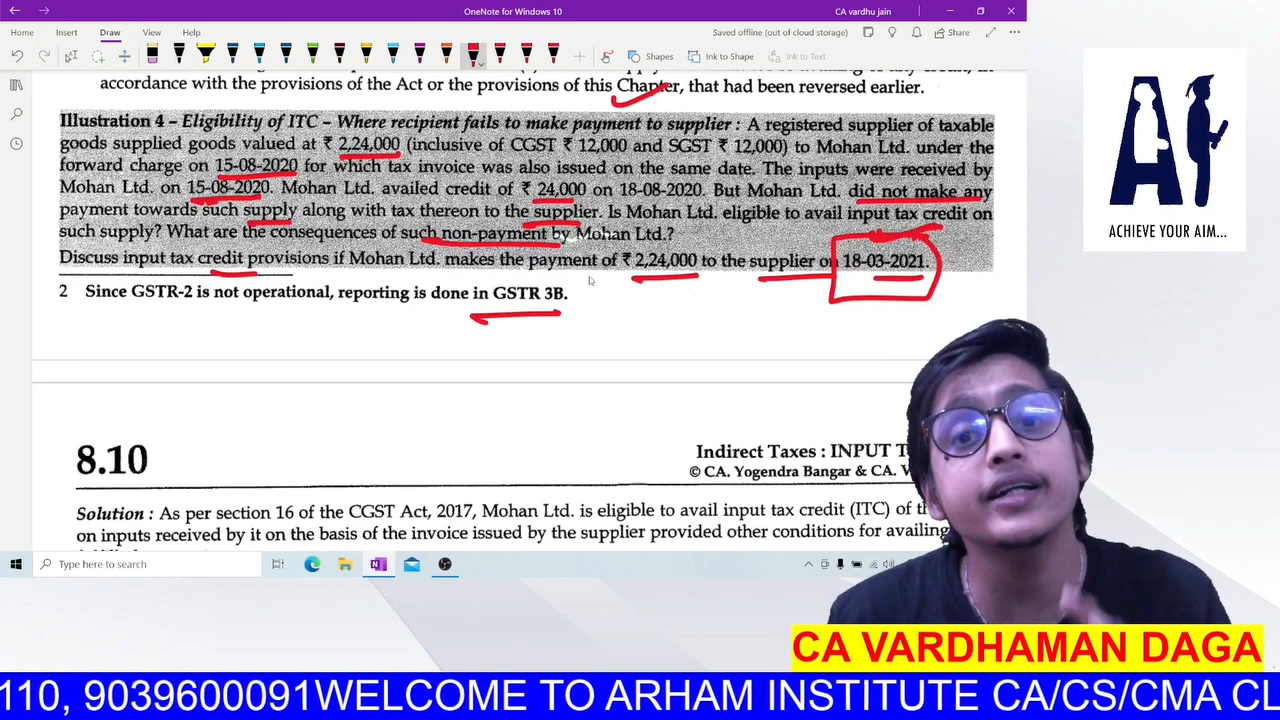 OneNote for Windows 10
CA vardhu jain
Home Insert Draw View Help
Saved offline (out of cloud storage)
Share
Shapes
Ink to Shape
Ink to Text
accordance with the provisions of the Act or the provisions of this Chapter, that had been reversed earlier.
Illustration 4 – Eligibility of ITC – Where recipient fails to make payment to supplier : A registered supplier of taxable
goods supplied goods valued at ₹ 2,24,000 (inclusive of CGST ₹ 12,000 and SGST ₹ 12,000) to Mohan Ltd. under the
forward charge on 15-08-2020 for which tax invoice was also issued on the same date. The inputs were received by
Mohan Ltd. on 15-08-2020. Mohan Ltd. availed credit of ₹ 24,000 on 18-08-2020. But Mohan Ltd. did not make any
payment towards such supply along with tax thereon to the supplier. Is Mohan Ltd. eligible to avail input tax credit on
such supply? What are the consequences of such non-payment by Mohan Ltd.?
Discuss input tax credit provisions if Mohan Ltd. makes the payment of ₹ 2,24,000 to the supplier on 18-03-2021.
2 Since GSTR-2 is not operational, reporting is done in GSTR 3B.
8.10
Indirect Taxes : INPUT T
© CA. Yogendra Bangar & CA. V
Solution : As per section 16 of the CGST Act, 2017, Mohan Ltd. is eligible to avail input tax credit (ITC) of th
on inputs received by it on the basis of the invoice issued by the supplier provided other conditions for availing
Type here to search
ACHIEVE YOUR AIM...
CA VARDHAMAN DAGA
110, 9039600091WELCOME TO ARHAM INSTITUTE CA/CS/CMA CL